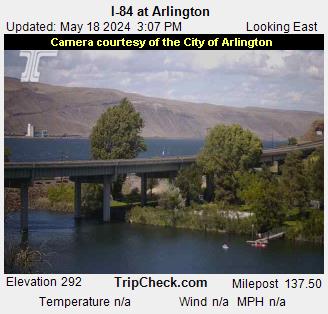 I-84 at Arlington
Updated: May 18 2024 3:07 PM Looking East
Camera courtesy of the City of Arlington
Elevation 292 TripCheck.com Milepost 137.50
Temperature n/a Wind n/a MPH n/a